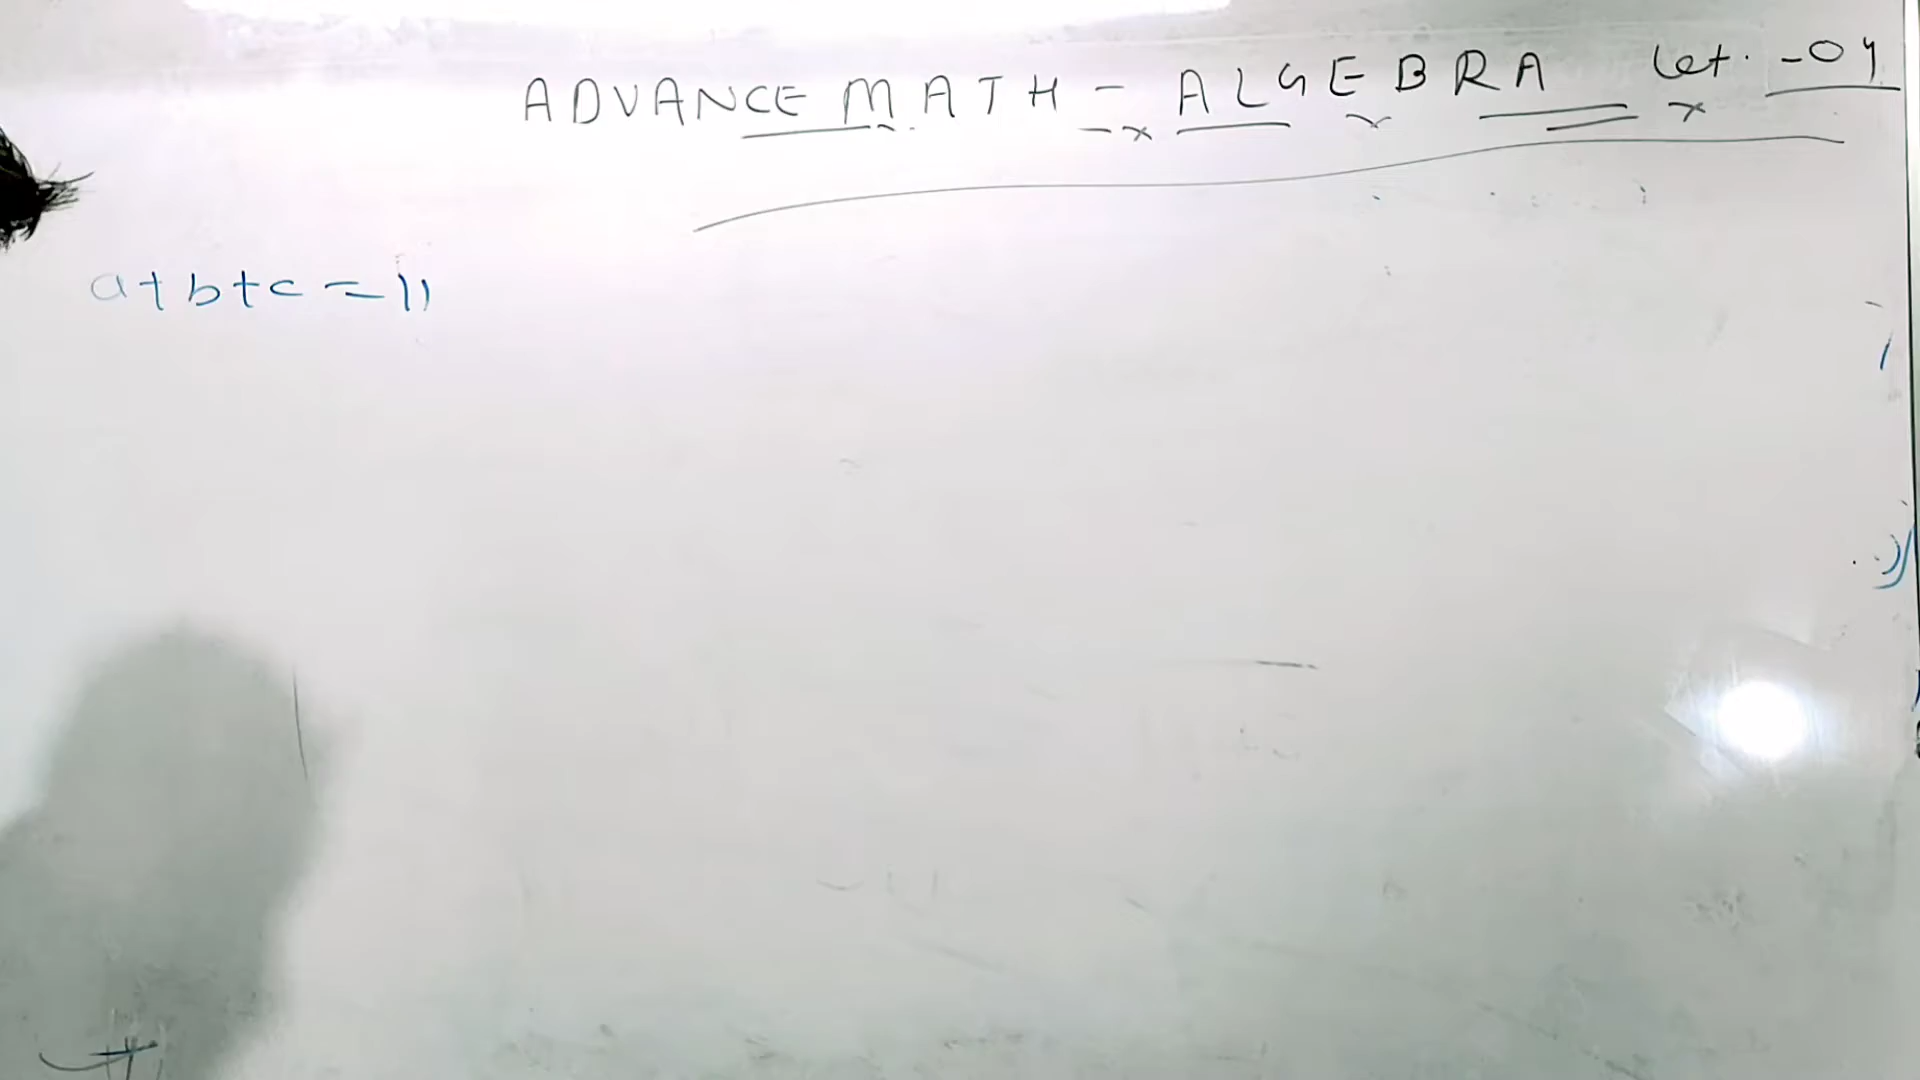 ADVANCE MATH - ALGEBRA Let. -04
a+b+c = 11